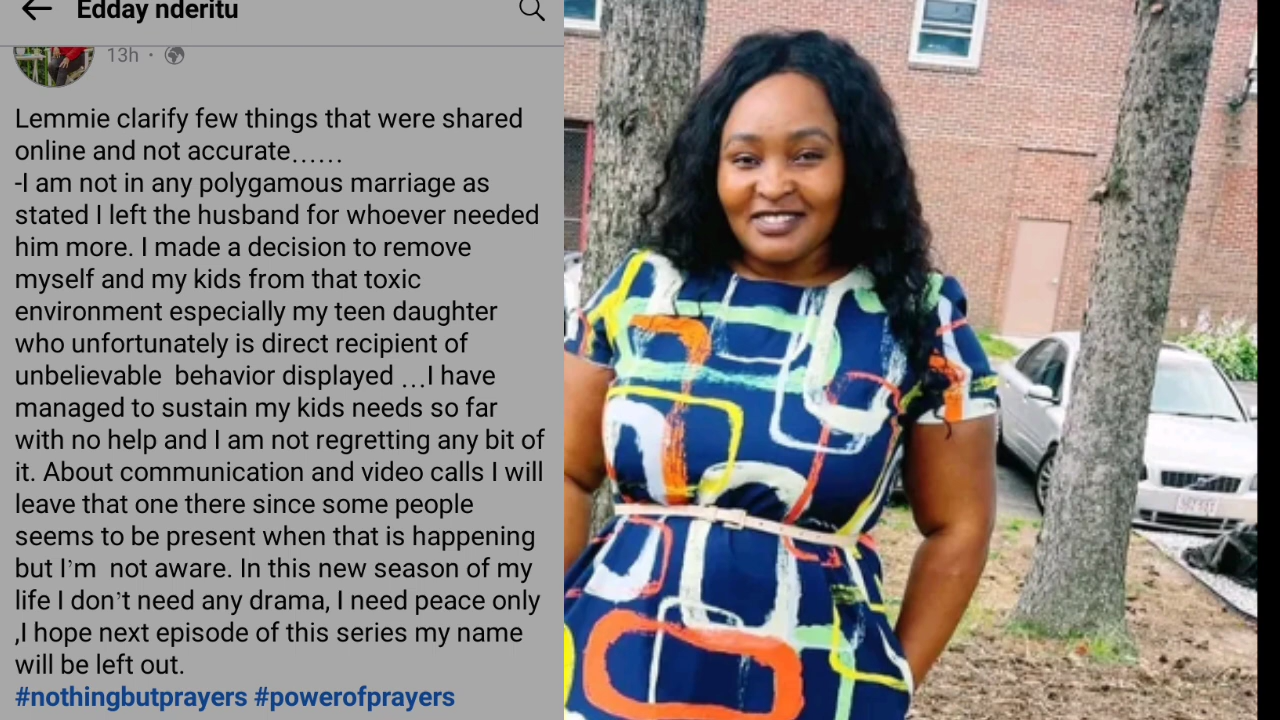 Edday nderitu
13h ·
Lemmie clarify few things that were shared
online and not accurate......
-I am not in any polygamous marriage as
stated I left the husband for whoever needed
him more. I made a decision to remove
myself and my kids from that toxic
environment especially my teen daughter
who unfortunately is direct recipient of
unbelievable  behavior displayed ...I have
managed to sustain my kids needs so far
with no help and I am not regretting any bit of
it. About communication and video calls I will
leave that one there since some people
seems to be present when that is happening
but I’m  not aware. In this new season of my
life I don’t need any drama, I need peace only
,I hope next episode of this series my name
will be left out.
#nothingbutprayers #powerofprayers